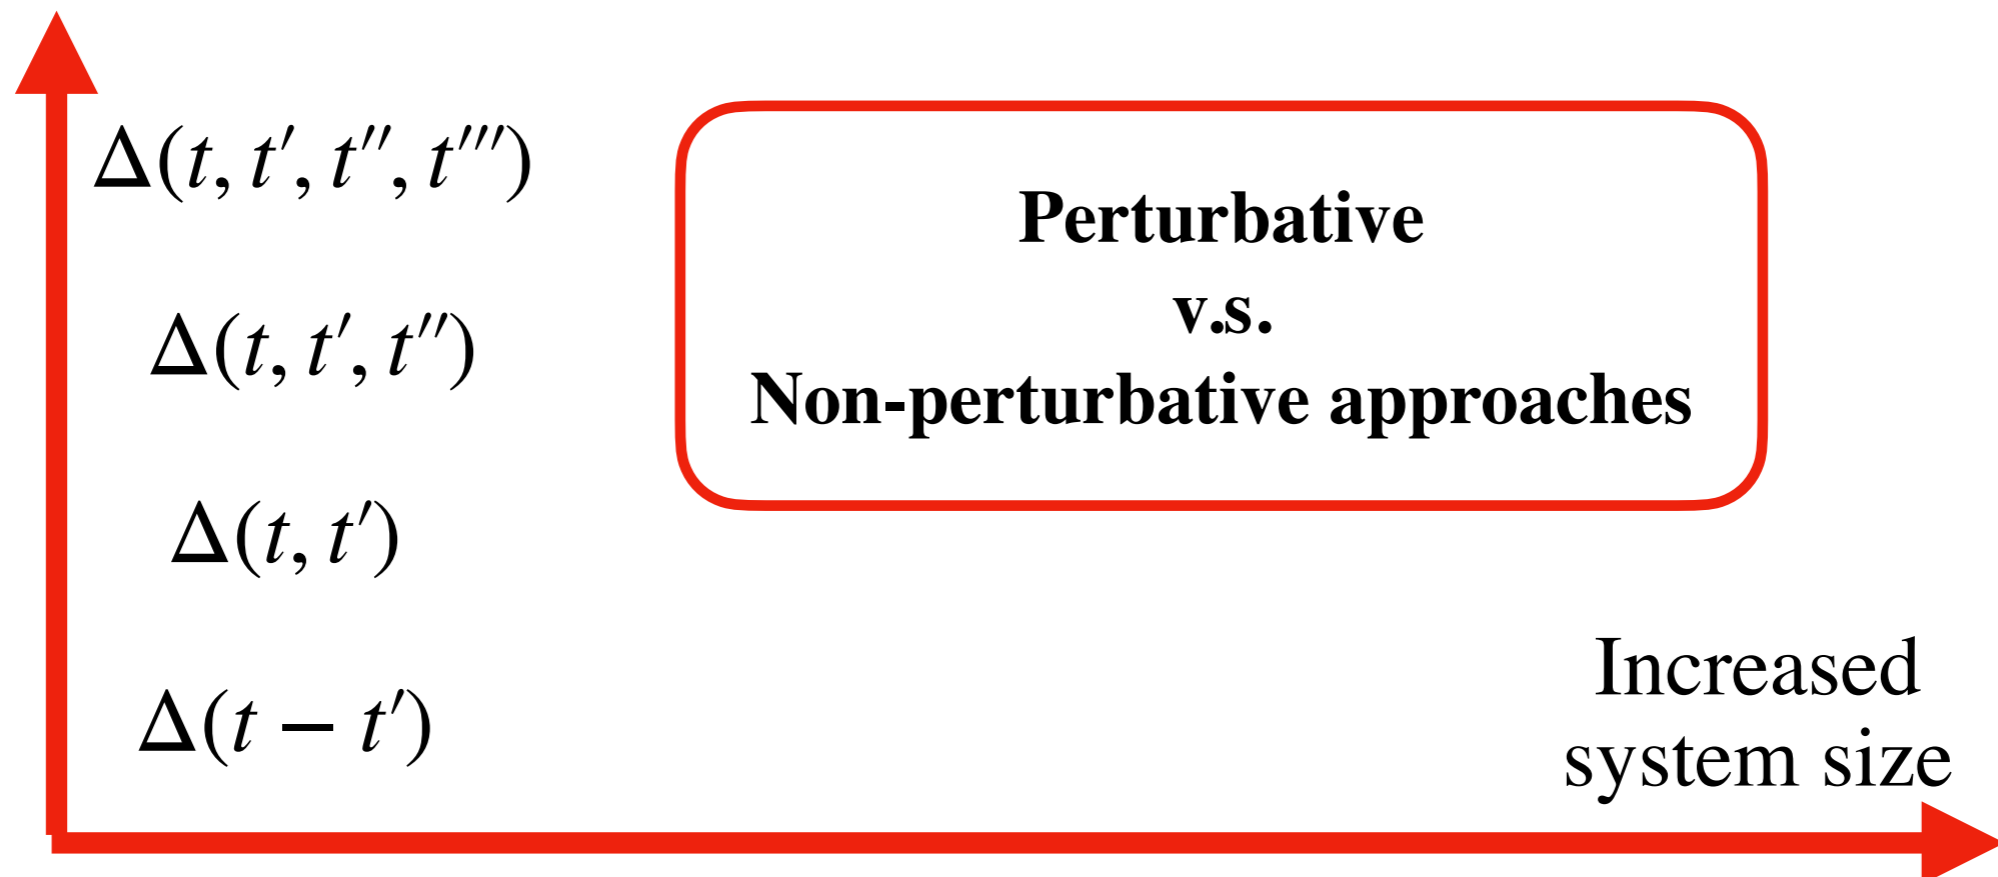 Δ(t, t′, t′′, t′′′)
Δ(t, t′, t′′)
Δ(t, t′)
Δ(t − t′)
Perturbative
v.s.
Non-perturbative approaches
Increased
system size